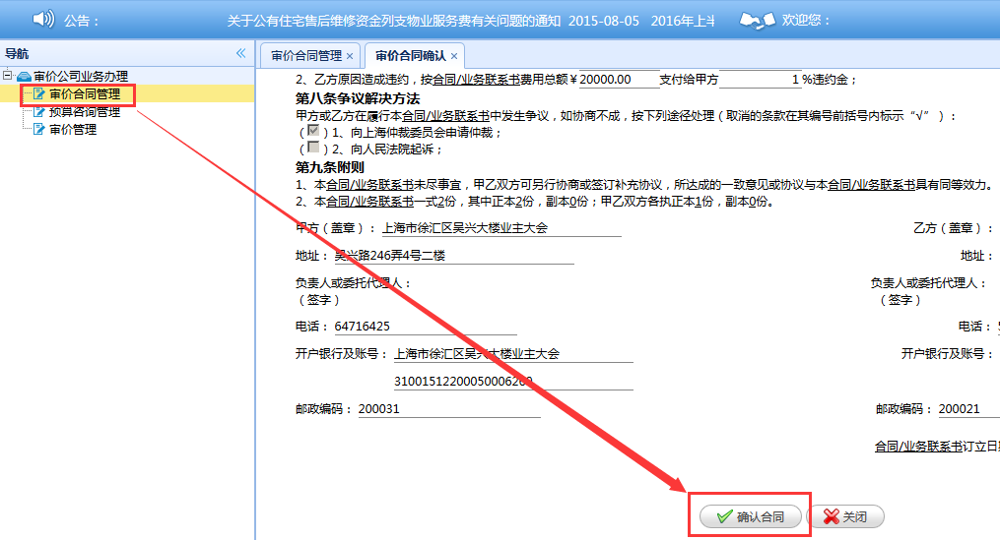 公告： 关于公有住宅售后维修资金列支物业服务费有关问题的通知 2015-08-05 2016年上半 欢迎您：
导航
审价公司业务办理
审价合同管理
预算咨询管理
审价管理
审价合同管理 × 审价合同确认 ×
2、乙方原因造成违约，按合同/业务联系书费用总额￥20000.00 支付给甲方 1 %违约金；
第八条争议解决方法
甲方或乙方在履行本合同/业务联系书中发生争议，如协商不成，按下列途径处理（取消的条款在其编号前括号内标示“√”）：
（☑）1、向上海仲裁委员会申请仲裁；
（☐）2、向人民法院起诉；
第九条附则
1、本合同/业务联系书未尽事宜，甲乙双方可另行协商或签订补充协议，所达成的一致意见或协议与本合同/业务联系书具有同等效力。
2、本合同/业务联系书一式2份，其中正本2份，副本0份；甲乙双方各执正本1份，副本0份。
甲方（盖章）： 上海市徐汇区吴兴大楼业主大会 乙方（盖章）：
地址： 吴兴路246弄4号二楼 地址：
负责人或委托代理人： 负责人或委托代理人：
（签字） （签字）
电话： 64716425 电话：
开户银行及账号： 上海市徐汇区吴兴大楼业主大会 开户银行及账号：
31001512200050006260
邮政编码： 200031 邮政编码： 200021
合同/业务联系书订立日
确认合同 关闭